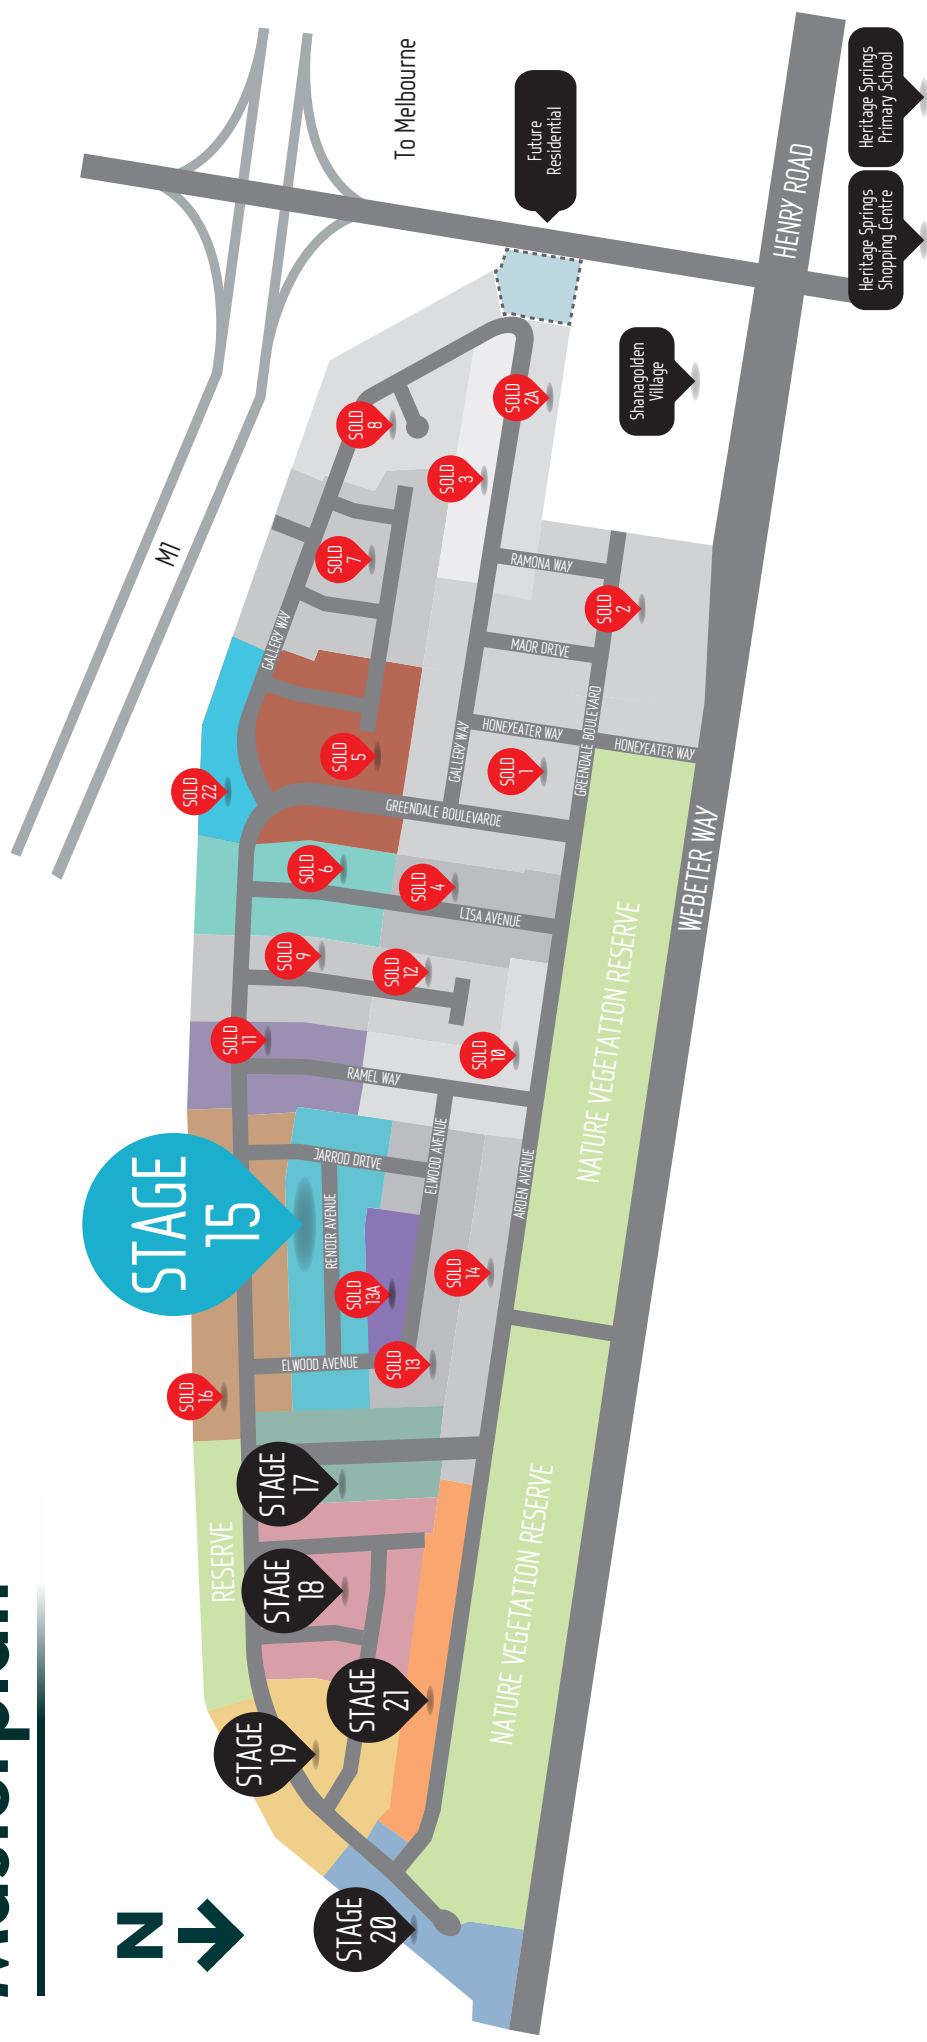 Masterplan
N
To Melbourne
M1
Future
Residential
HENRY ROAD
Heritage Springs
Primary School
Heritage Springs
Shopping Centre
Shanagolden
Village
SOLD
8
SOLD
2A
SOLD
3
SOLD
7
SOLD
2
SOLD
5
SOLD
22
SOLD
1
SOLD
6
SOLD
4
SOLD
9
SOLD
12
SOLD
11
SOLD
10
SOLD
14
SOLD
13A
SOLD
13
SOLD
16
STAGE
15
STAGE
17
STAGE
18
STAGE
21
STAGE
19
STAGE
20
GALLERY WAY
RAMONA WAY
MAOR DRIVE
HONEYEATER WAY
GREENDALE BOULEVARD
HONEYEATER WAY
GALLERY WAY
GREENDALE BOULEVARDE
LISA AVENUE
RAMEL WAY
JARROD DRIVE
RENOIR AVENUE
ELWOOD AVENUE
ELWOOD AVENUE
ARDEN AVENUE
WEBETER WAY
NATURE VEGETATION RESERVE
NATURE VEGETATION RESERVE
RESERVE